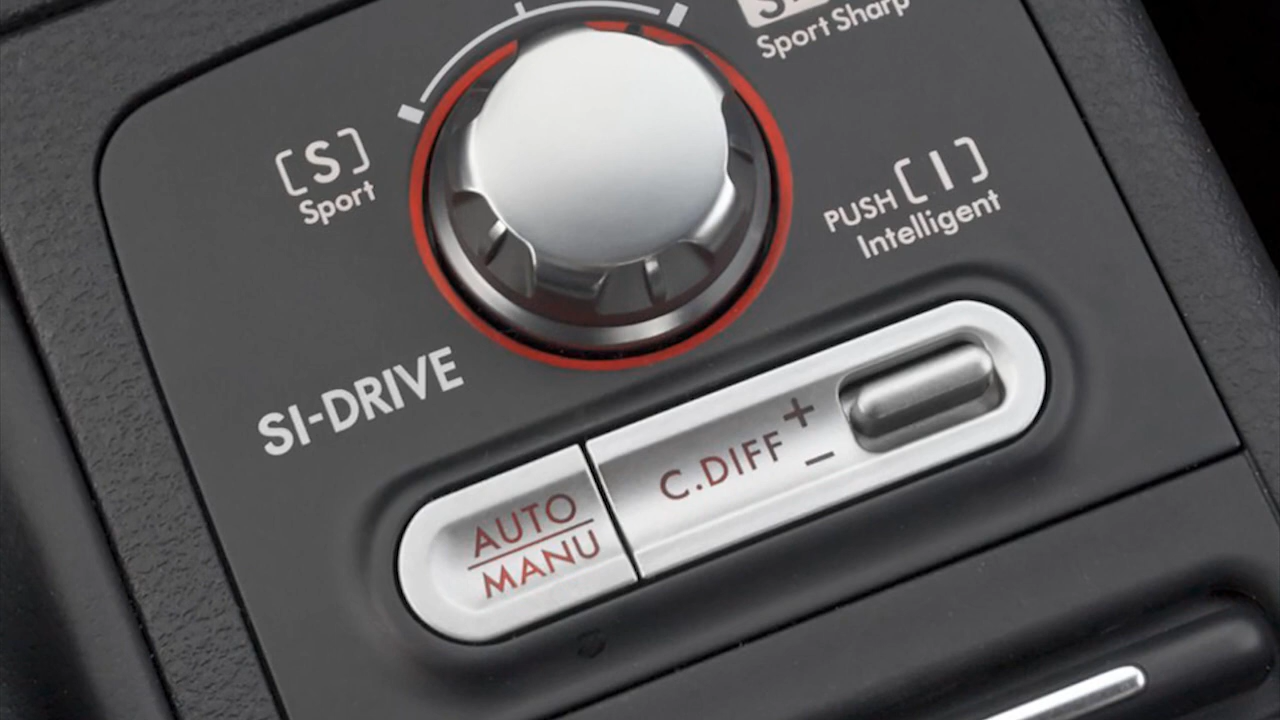 Sport Sharp
[S]
Sport
PUSH [I]
Intelligent
SI-DRIVE
C.DIFF + −
AUTO
MANU